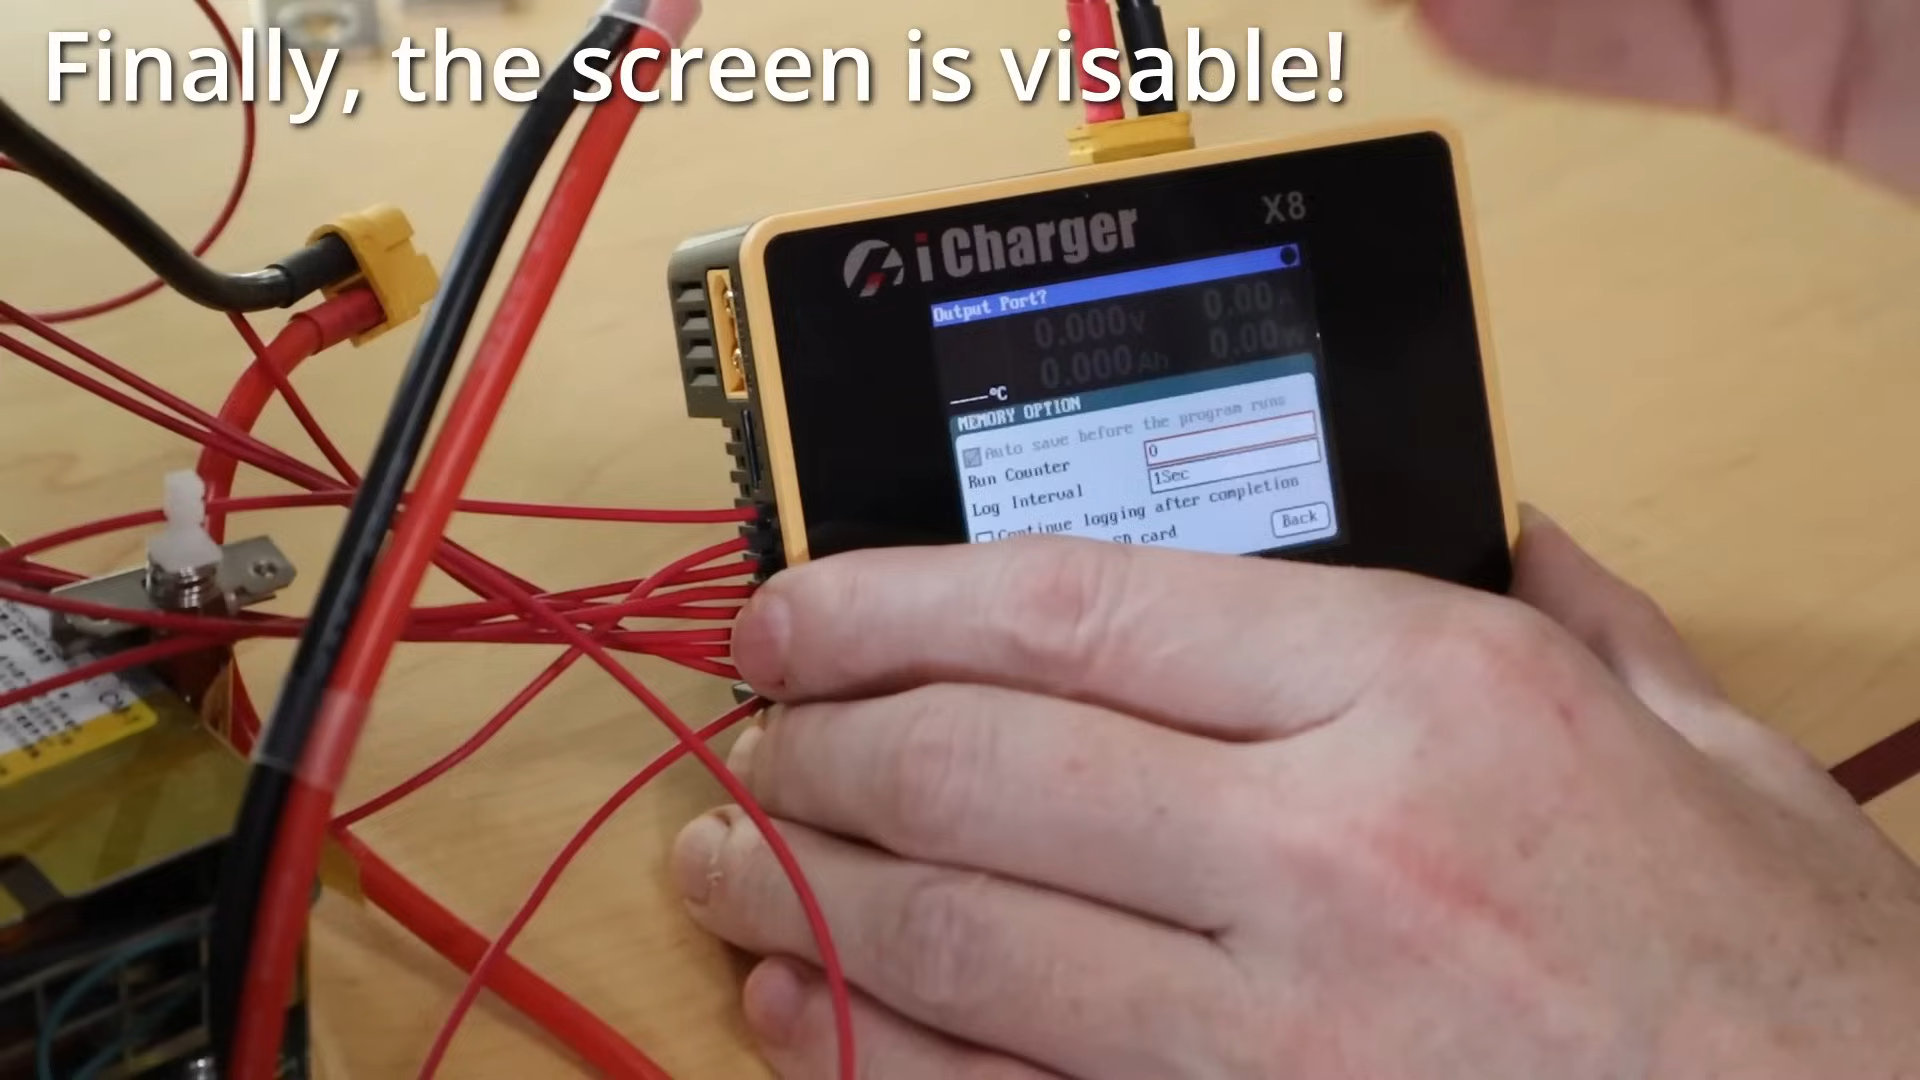 Finally, the screen is visable!
iCharger
X8
Output Port?
0.000V
0.00A
0.000Ah
0.00W
----°C
MEMORY OPTION
Auto save before the program runs
Run Counter
0
Log Interval
1Sec
Continue logging after completion
SD card
Back